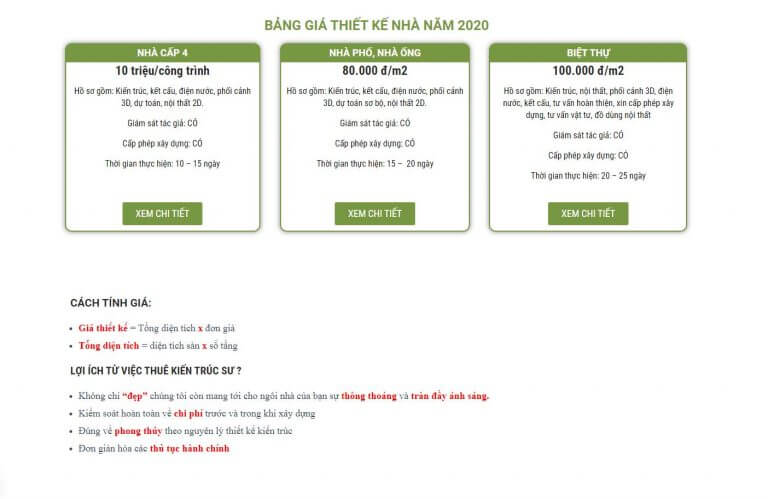 BẢNG GIÁ THIẾT KẾ NHÀ NĂM 2020
NHÀ CẤP 4
10 triệu/công trình
Hồ sơ gồm: Kiến trúc, kết cấu, điện nước, phối cảnh
3D, dự toán, nội thất 2D.
Giám sát tác giả: CÓ
Cấp phép xây dựng: CÓ
Thời gian thực hiện: 10 – 15 ngày
XEM CHI TIẾT
NHÀ PHỐ, NHÀ ỐNG
80.000 đ/m2
Hồ sơ gồm: Kiến trúc, kết cấu, điện nước, phối cảnh
3D, dự toán sơ bộ, nội thất 2D.
Giám sát tác giả: CÓ
Cấp phép xây dựng: CÓ
Thời gian thực hiện: 15 – 20 ngày
XEM CHI TIẾT
BIỆT THỰ
100.000 đ/m2
Hồ sơ gồm: Kiến trúc, nội thất, phối cảnh 3D, điện
nước, kết cấu, tư vấn hoàn thiện, xin cấp phép xây
dựng, tư vấn vật tư, đồ dùng nội thất
Giám sát tác giả: CÓ
Cấp phép xây dựng: CÓ
Thời gian thực hiện: 20 – 25 ngày
XEM CHI TIẾT
CÁCH TÍNH GIÁ:
• Giá thiết kế = Tổng diện tích x đơn giá
• Tổng diện tích = diện tích sàn x số tầng
LỢI ÍCH TỪ VIỆC THUÊ KIẾN TRÚC SƯ ?
• Không chỉ “đẹp” chúng tôi còn mang tới cho ngôi nhà của bạn sự thông thoáng và tràn đầy ánh sáng.
• Kiểm soát hoàn toàn về chi phí trước và trong khi xây dựng
• Đúng về phong thủy theo nguyên lý thiết kế kiến trúc
• Đơn giản hóa các thủ tục hành chính